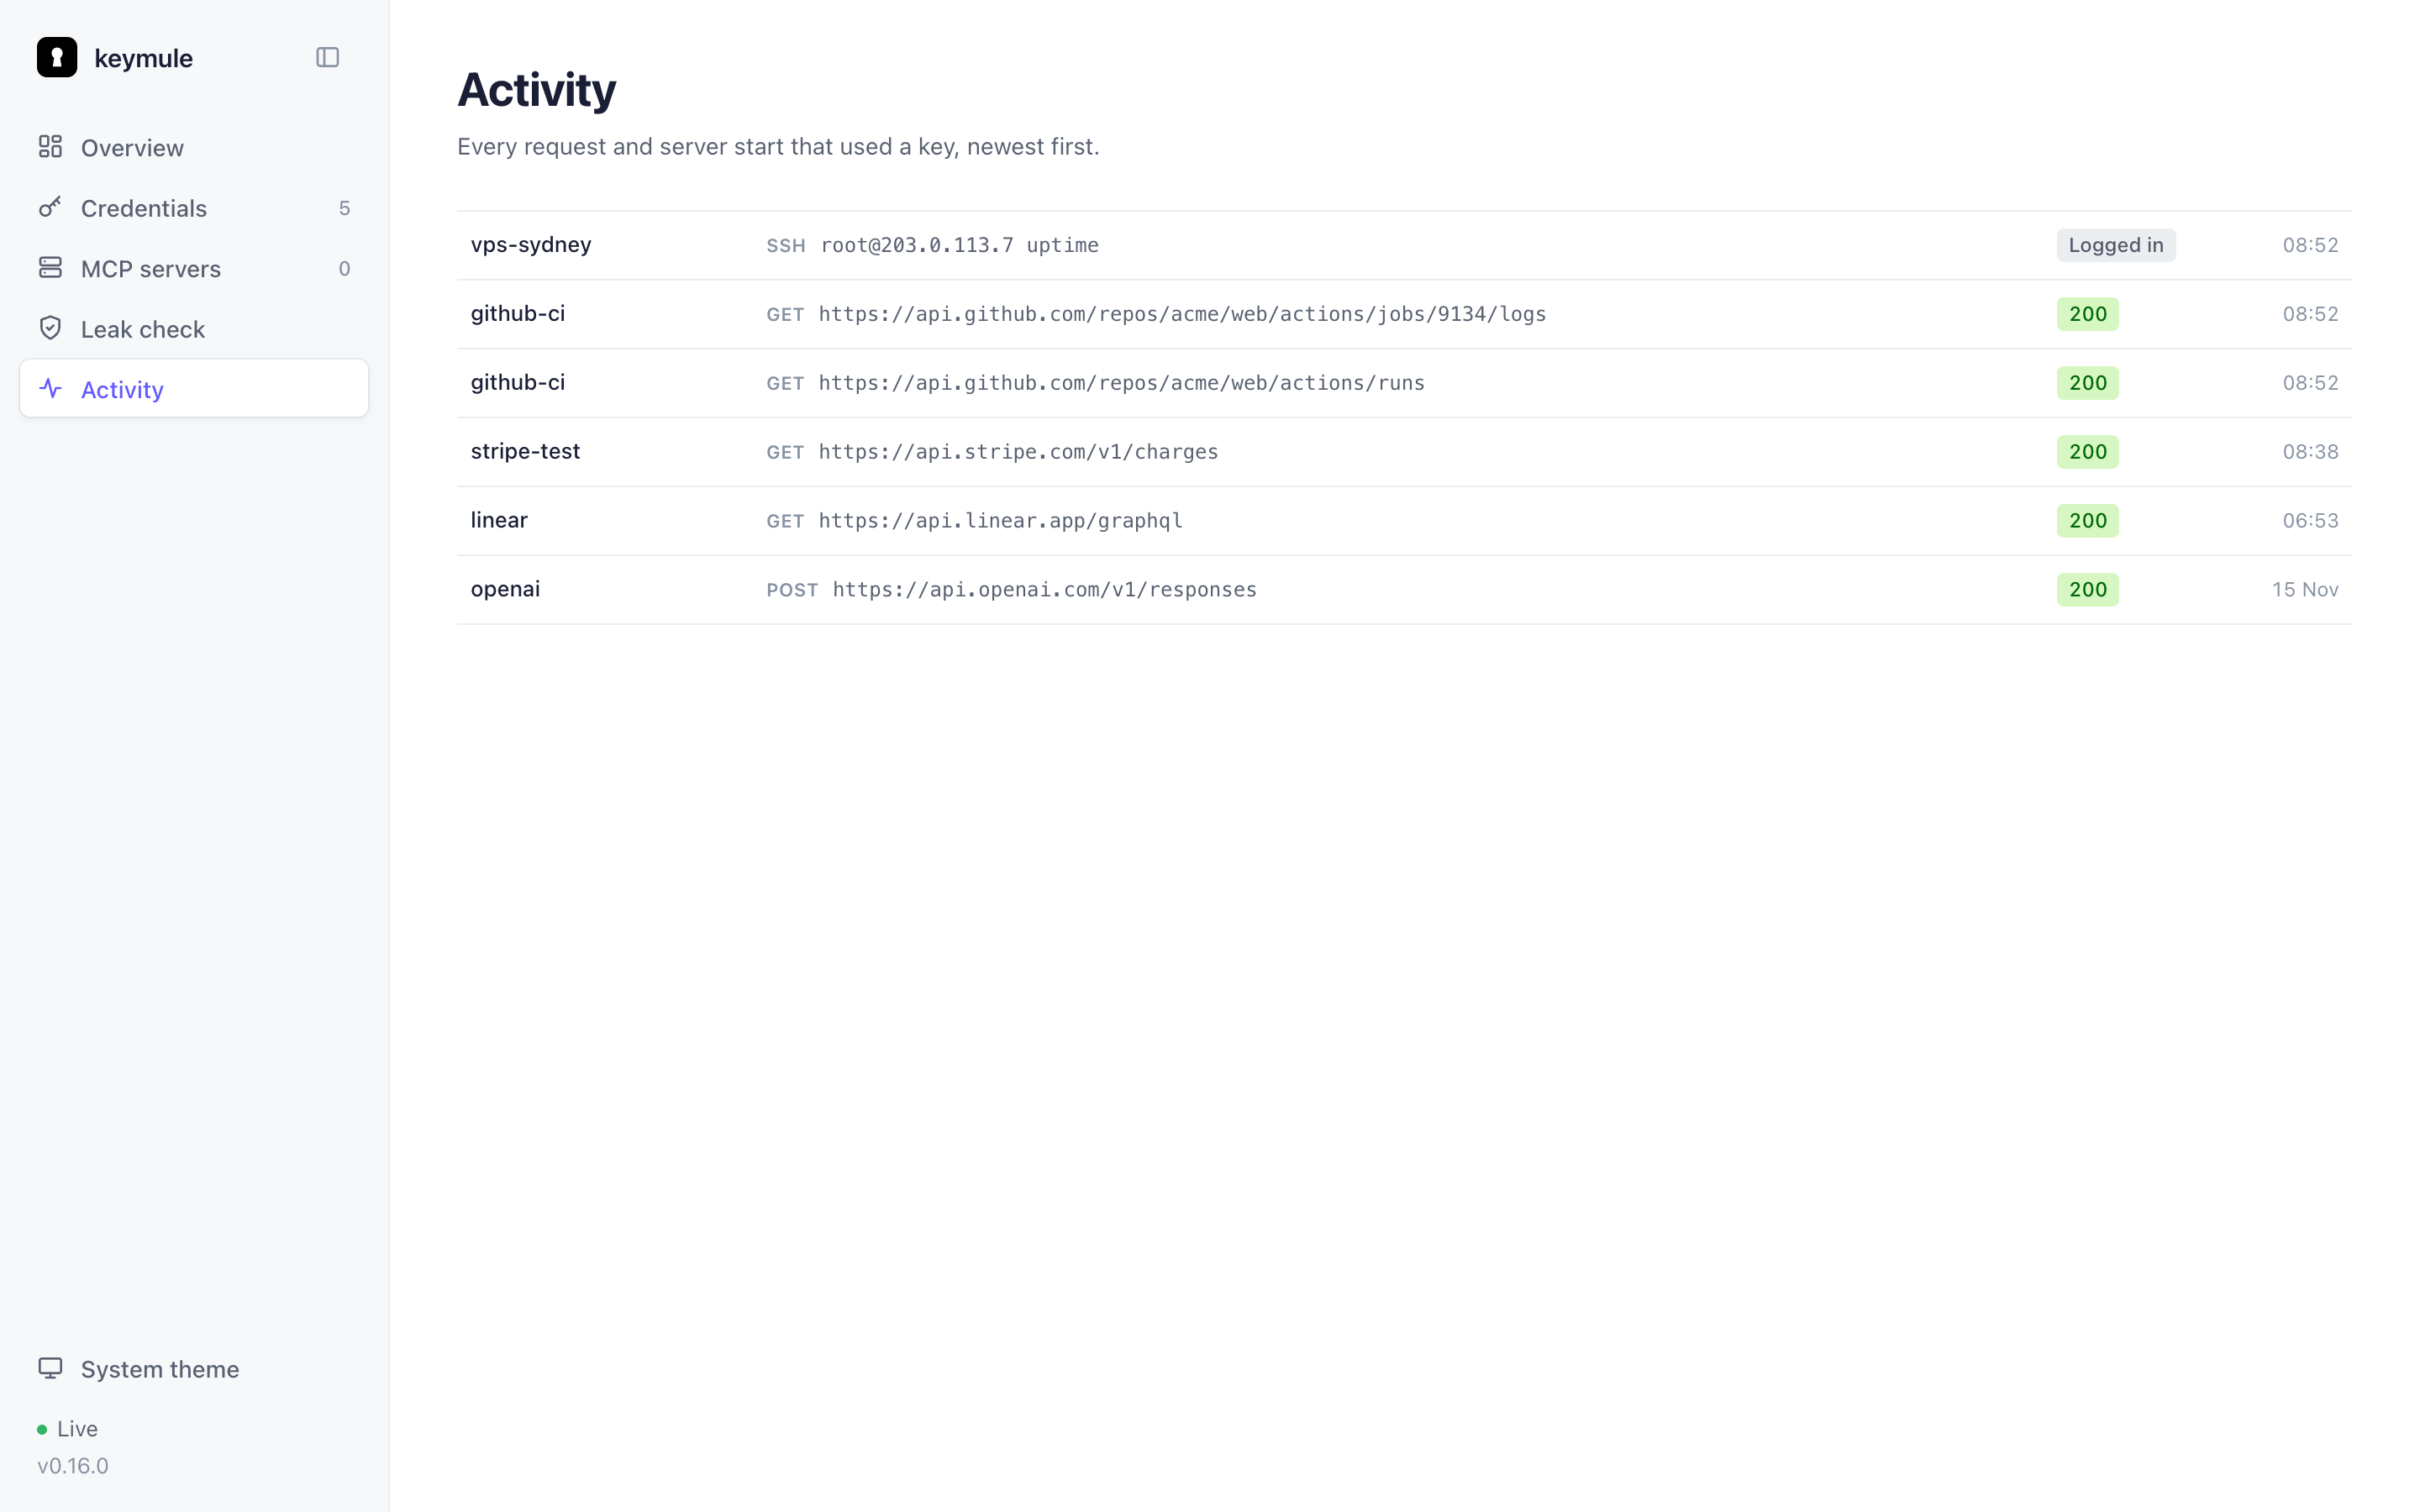 keymule
Overview
Credentials 5
MCP servers 0
Leak check
Activity
System theme
Live
v0.16.0
Activity
Every request and server start that used a key, newest first.
vps-sydney SSH root@203.0.113.7 uptime Logged in 08:52
github-ci GET https://api.github.com/repos/acme/web/actions/jobs/9134/logs 200 08:52
github-ci GET https://api.github.com/repos/acme/web/actions/runs 200 08:52
stripe-test GET https://api.stripe.com/v1/charges 200 08:38
linear GET https://api.linear.app/graphql 200 06:53
openai POST https://api.openai.com/v1/responses 200 15 Nov